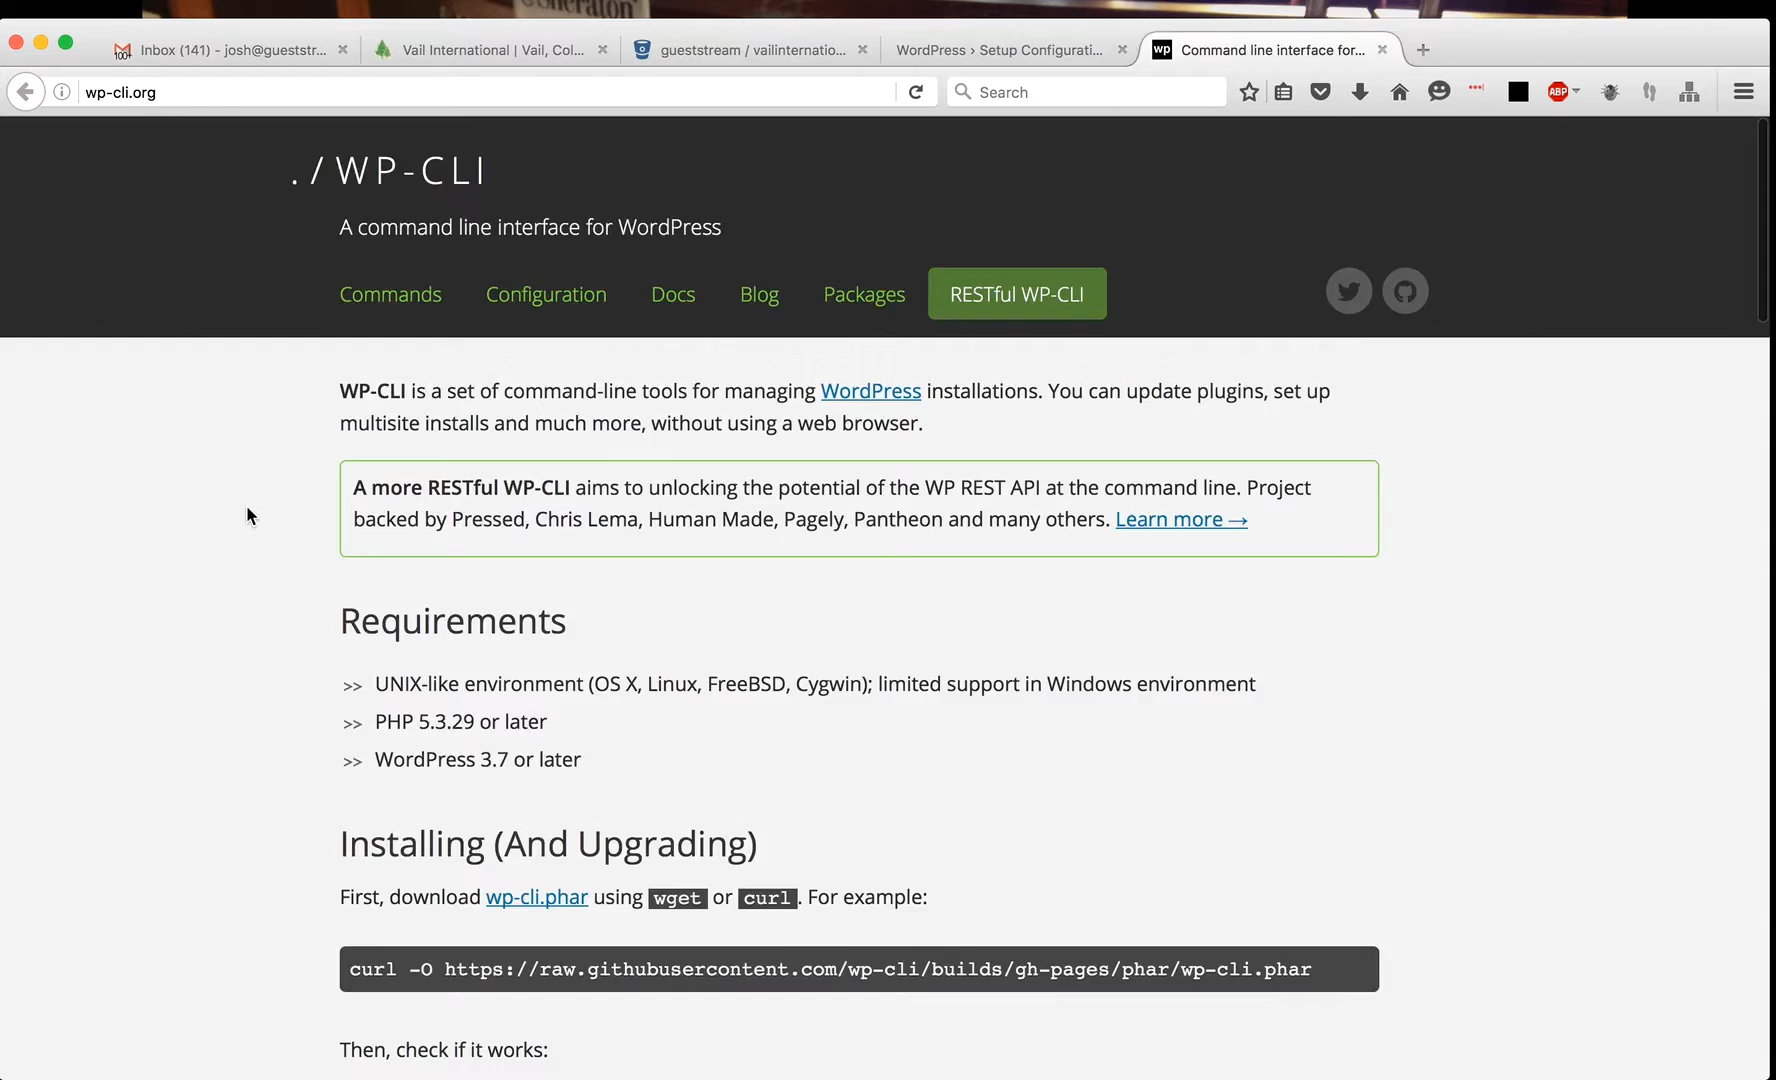 Sheraton
Inbox (141) - josh@gueststr...
Vail International | Vail, Col...
gueststream / vailinternatio...
WordPress › Setup Configurati...
wp
Command line interface for...
100+
wp-cli.org
Search
ABP
./WP-CLI
A command line interface for WordPress
Commands
Configuration
Docs
Blog
Packages
RESTful WP-CLI
WP-CLI is a set of command-line tools for managing WordPress installations. You can update plugins, set up
multisite installs and much more, without using a web browser.
A more RESTful WP-CLI aims to unlocking the potential of the WP REST API at the command line. Project
backed by Pressed, Chris Lema, Human Made, Pagely, Pantheon and many others. Learn more →
Requirements
>> UNIX-like environment (OS X, Linux, FreeBSD, Cygwin); limited support in Windows environment
>> PHP 5.3.29 or later
>> WordPress 3.7 or later
Installing (And Upgrading)
First, download wp-cli.phar using wget or curl. For example:
curl -O https://raw.githubusercontent.com/wp-cli/builds/gh-pages/phar/wp-cli.phar
Then, check if it works: